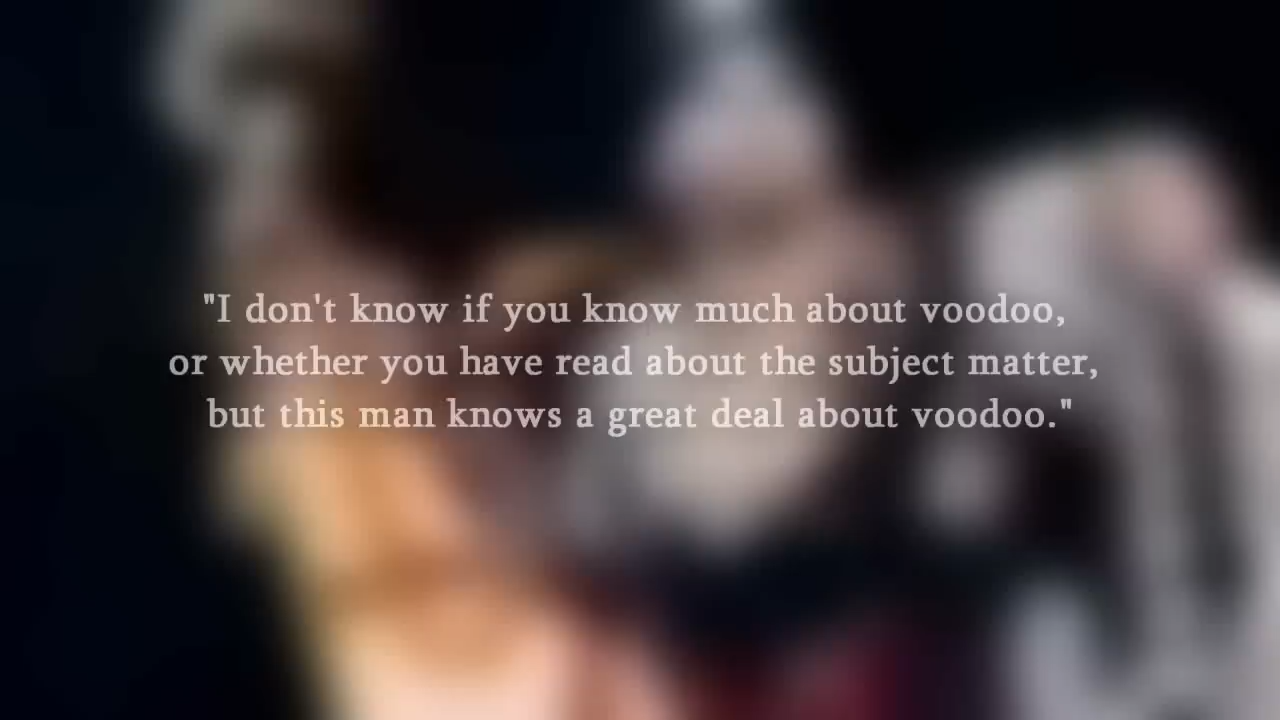 "I don't know if you know much about voodoo,
or whether you have read about the subject matter,
but this man knows a great deal about voodoo."